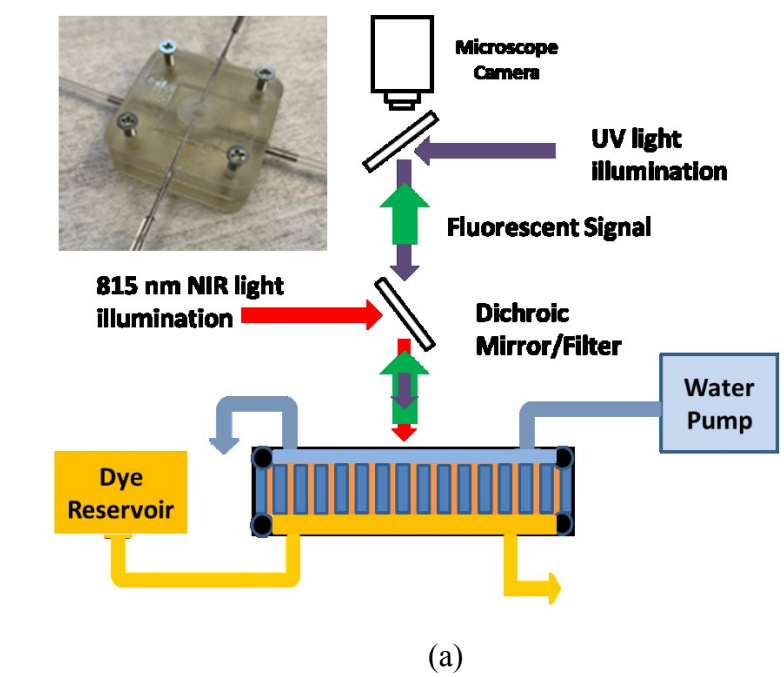 Microscope
Camera
UV light
illumination
Fluorescent Signal
815 nm NIR light
illumination
Dichroic
Mirror/Filter
Water
Pump
Dye
Reservoir
(a)